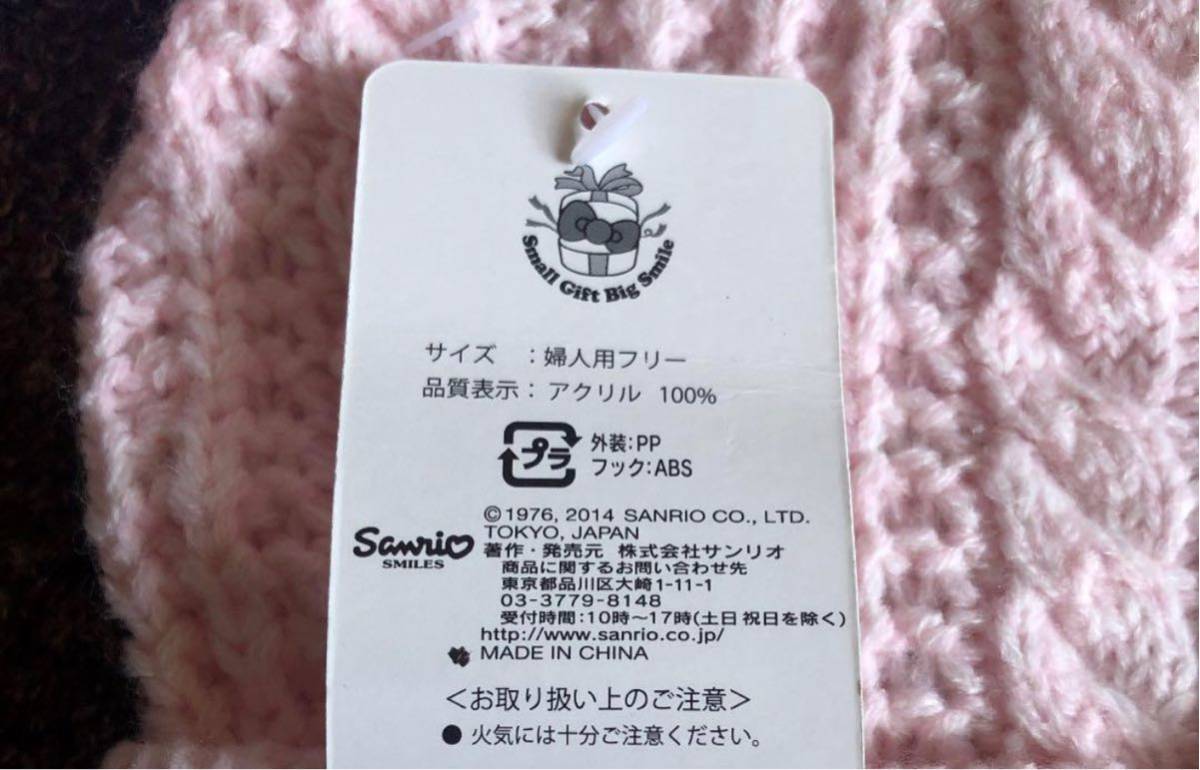 Small Gift Big Smile
サイズ ：婦人用フリー
品質表示：アクリル 100%
プラ
外装:PP
フック:ABS
©1976, 2014 SANRIO CO., LTD.
TOKYO, JAPAN
Sanrio
SMILES
著作・発売元 株式会社サンリオ
商品に関するお問い合わせ先
東京都品川区大崎1-11-1
03-3779-8148
受付時間:10時～17時(土日祝日を除く)
http://www.sanrio.co.jp/
MADE IN CHINA
＜お取り扱い上のご注意＞
● 火気には十分ご注意ください。